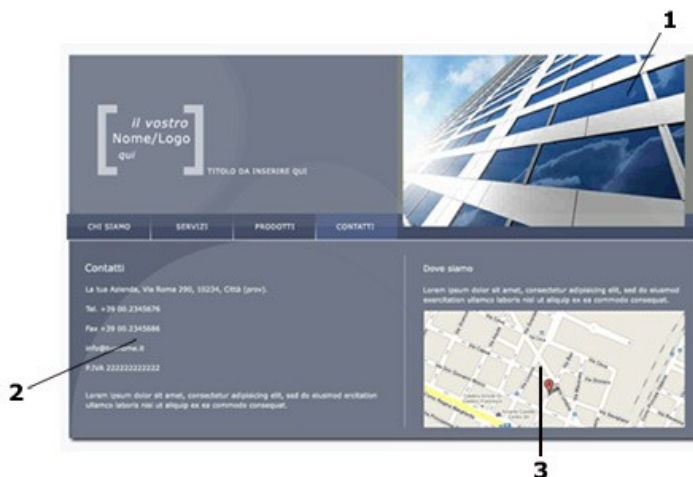 1
il vostro
Nome/Logo
qui
TITOLO DA INSERIRE QUI
CHI SIAMO
SERVIZI
PRODOTTI
CONTATTI
Contatti
La tua Azienda, Via Roma 290, 10234, Città (prov).
Tel. +39 00.2345676
Fax +39 00.2345686
P.IVA 222222222222
Lorem ipsum dolor sit amet, consectetur adipisicing elit, sed do eiusmod ercitation
ullamco laboris nisi ut aliquip ex ea commodo consequat.
2
Dove siamo
Lorem ipsum dolor sit amet, consectetur adipisicing elit, sed do eiusmod
exercitation ullamco laboris nisi ut aliquip ex ea commodo consequat.
3